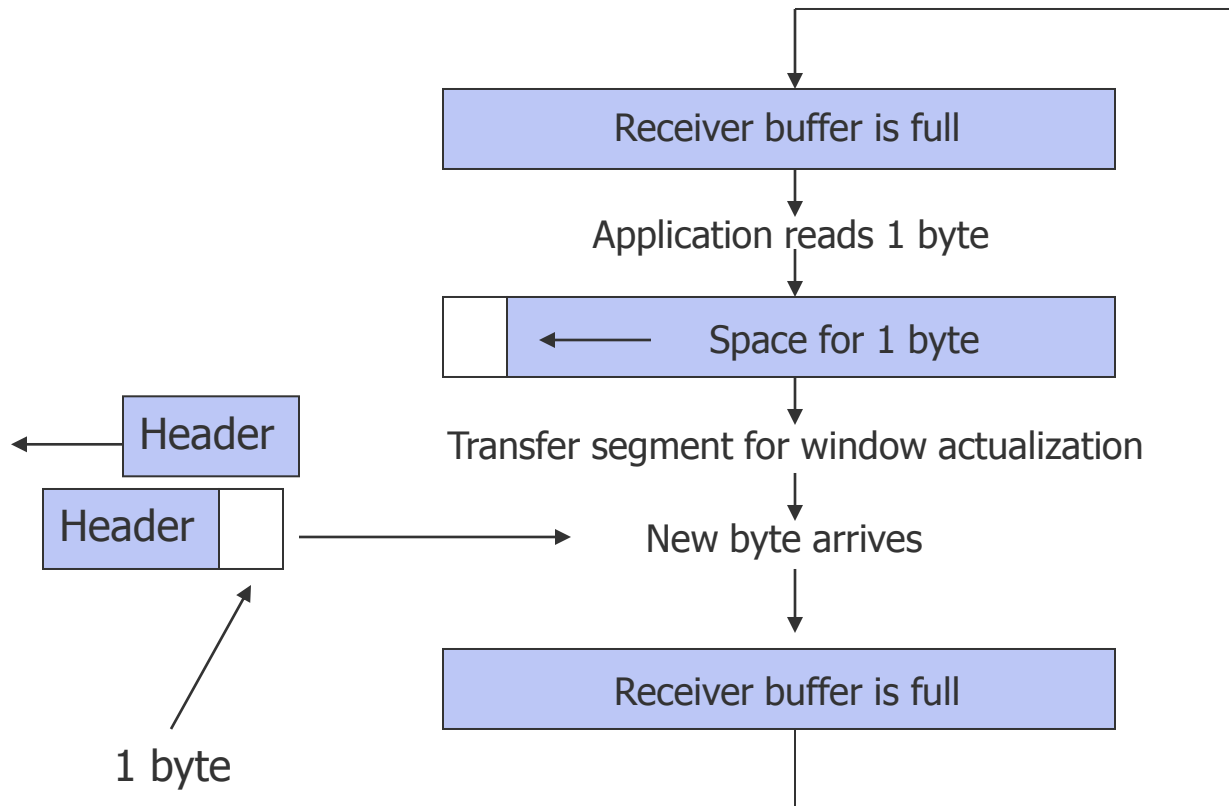 Receiver buffer is full
Application reads 1 byte
Space for 1 byte
Header
Transfer segment for window actualization
Header
New byte arrives
Receiver buffer is full
1 byte